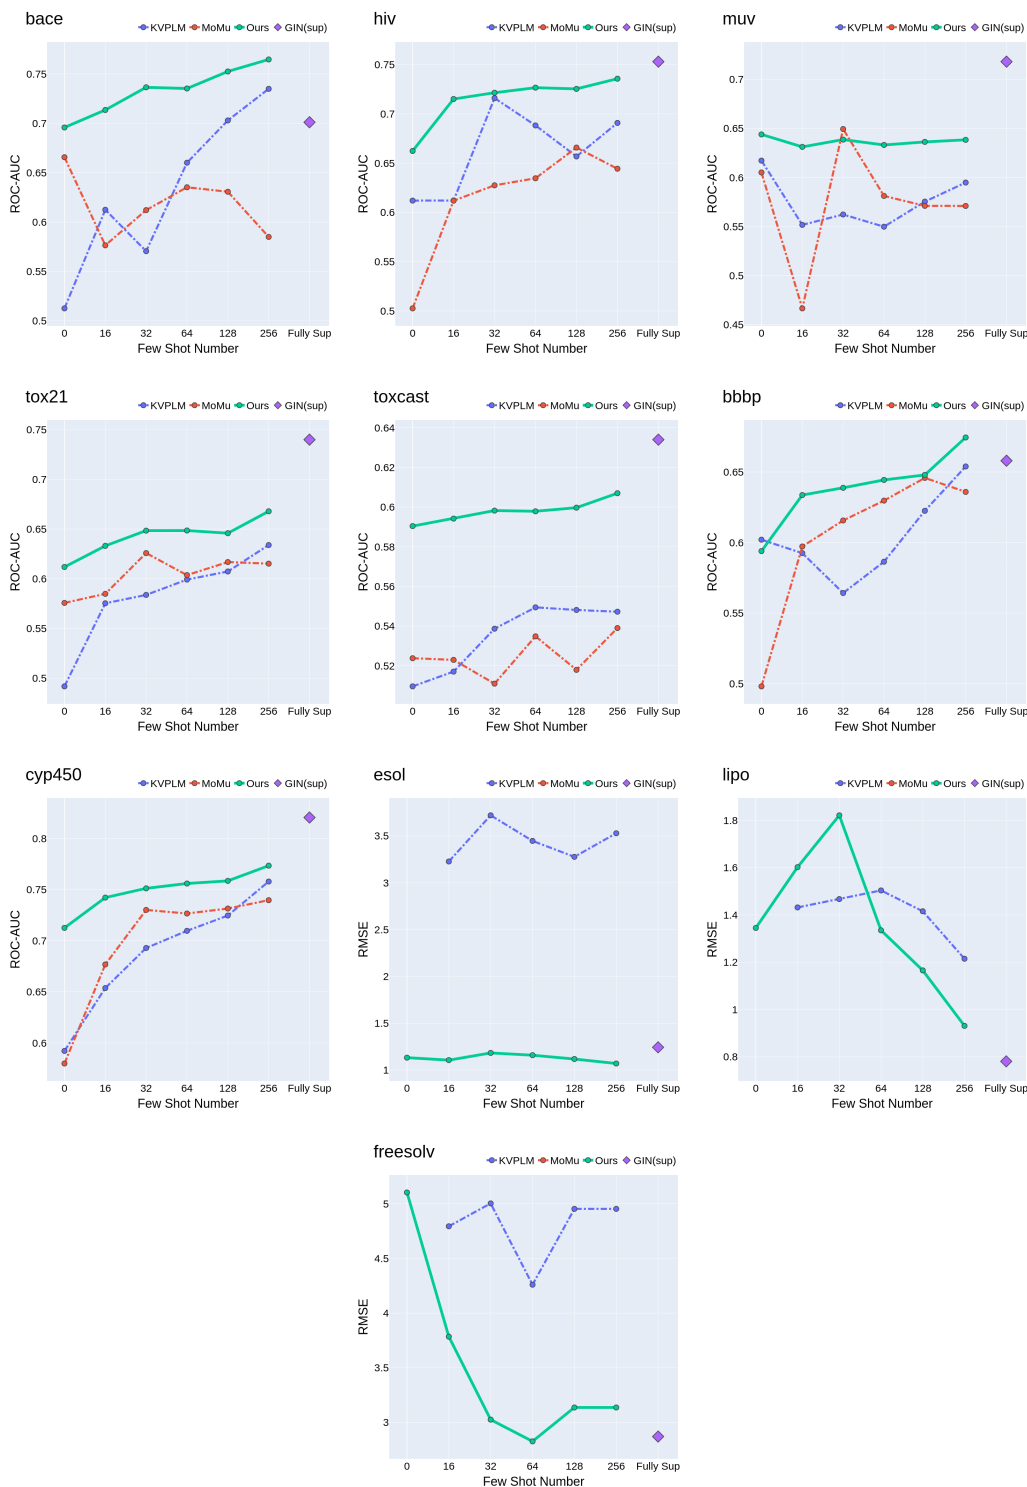 bace
KVPLM MoMu Ours GIN(sup)
0.75
0.7
0.65
0.6
0.55
0.5
ROC-AUC
0 16 32 64 128 256 Fully Sup
Few Shot Number
hiv
KVPLM MoMu Ours GIN(sup)
0.75
0.7
0.65
0.6
0.55
0.5
ROC-AUC
0 16 32 64 128 256 Fully Sup
Few Shot Number
muv
KVPLM MoMu Ours GIN(sup)
0.7
0.65
0.6
0.55
0.5
0.45
ROC-AUC
0 16 32 64 128 256 Fully Sup
Few Shot Number
tox21
KVPLM MoMu Ours GIN(sup)
0.75
0.7
0.65
0.6
0.55
0.5
ROC-AUC
0 16 32 64 128 256 Fully Sup
Few Shot Number
toxcast
KVPLM MoMu Ours GIN(sup)
0.64
0.62
0.6
0.58
0.56
0.54
0.52
ROC-AUC
0 16 32 64 128 256 Fully Sup
Few Shot Number
bbbp
KVPLM MoMu Ours GIN(sup)
0.65
0.6
0.55
0.5
ROC-AUC
0 16 32 64 128 256 Fully Sup
Few Shot Number
cyp450
KVPLM MoMu Ours GIN(sup)
0.8
0.75
0.7
0.65
0.6
ROC-AUC
0 16 32 64 128 256 Fully Sup
Few Shot Number
esol
KVPLM MoMu Ours GIN(sup)
3.5
3
2.5
2
1.5
1
RMSE
0 16 32 64 128 256 Fully Sup
Few Shot Number
lipo
KVPLM MoMu Ours GIN(sup)
1.8
1.6
1.4
1.2
1
0.8
RMSE
0 16 32 64 128 256 Fully Sup
Few Shot Number
freesolv
KVPLM MoMu Ours GIN(sup)
5
4.5
4
3.5
3
RMSE
0 16 32 64 128 256 Fully Sup
Few Shot Number